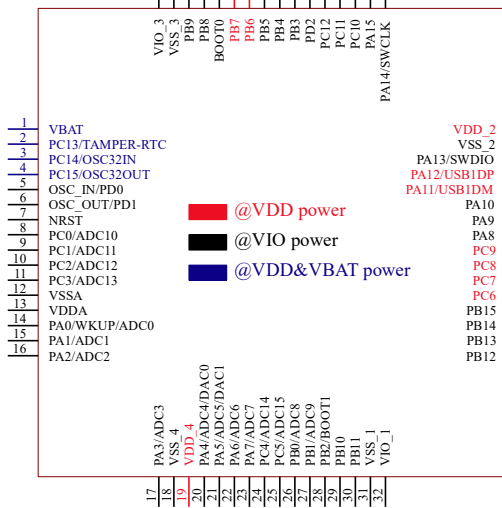 VIO_3
VSS_3
PB9
PB8
BOOT0
PB7
PB6
PB5
PB4
PB3
PD2
PC12
PC11
PC10
PA15
PA14/SWCLK
1 VBAT
2 PC13/TAMPER-RTC
3 PC14/OSC32IN
4 PC15/OSC32OUT
5 OSC_IN/PD0
6 OSC_OUT/PD1
7 NRST
8 PC0/ADC10
9 PC1/ADC11
10 PC2/ADC12
11 PC3/ADC13
12 VSSA
13 VDDA
14 PA0/WKUP/ADC0
15 PA1/ADC1
16 PA2/ADC2
@VDD power
@VIO power
@VDD&VBAT power
VDD_2
VSS_2
PA13/SWDIO
PA12/USB1DP
PA11/USB1DM
PA10
PA9
PA8
PC9
PC8
PC7
PC6
PB15
PB14
PB13
PB12
17 PA3/ADC3
18 VSS_4
19 VDD_4
20 PA4/ADC4/DAC0
21 PA5/ADC5/DAC1
22 PA6/ADC6
23 PA7/ADC7
24 PC4/ADC14
25 PC5/ADC15
26 PB0/ADC8
27 PB1/ADC9
28 PB2/BOOT1
29 PB10
30 PB11
31 VSS_1
32 VIO_1